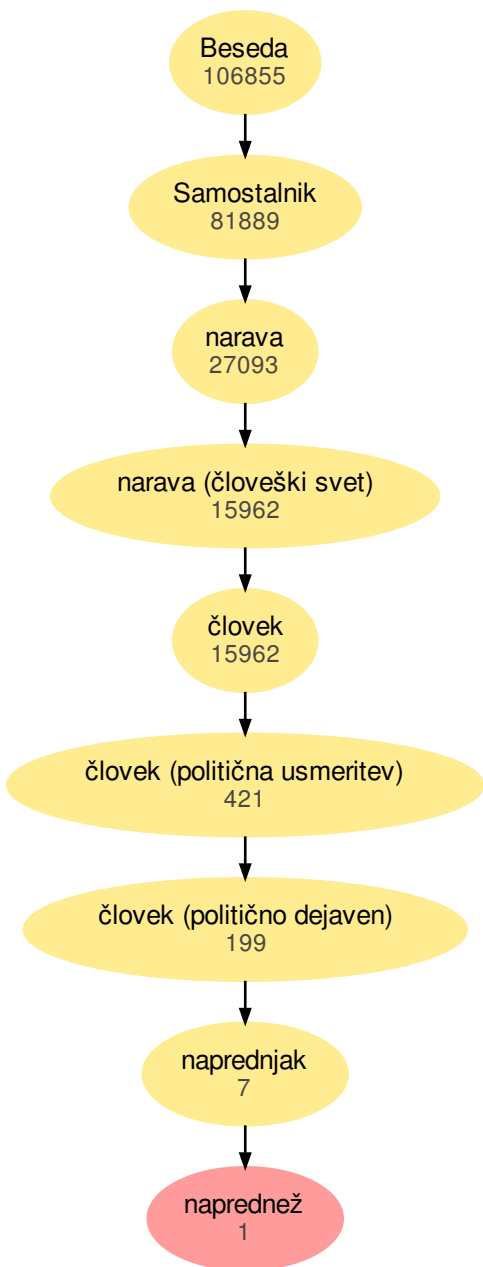 Beseda
106855
Samostalnik
81889
narava
27093
narava (človeški svet)
15962
človek
15962
človek (politična usmeritev)
421
človek (politično dejaven)
199
naprednjak
7
naprednež
1